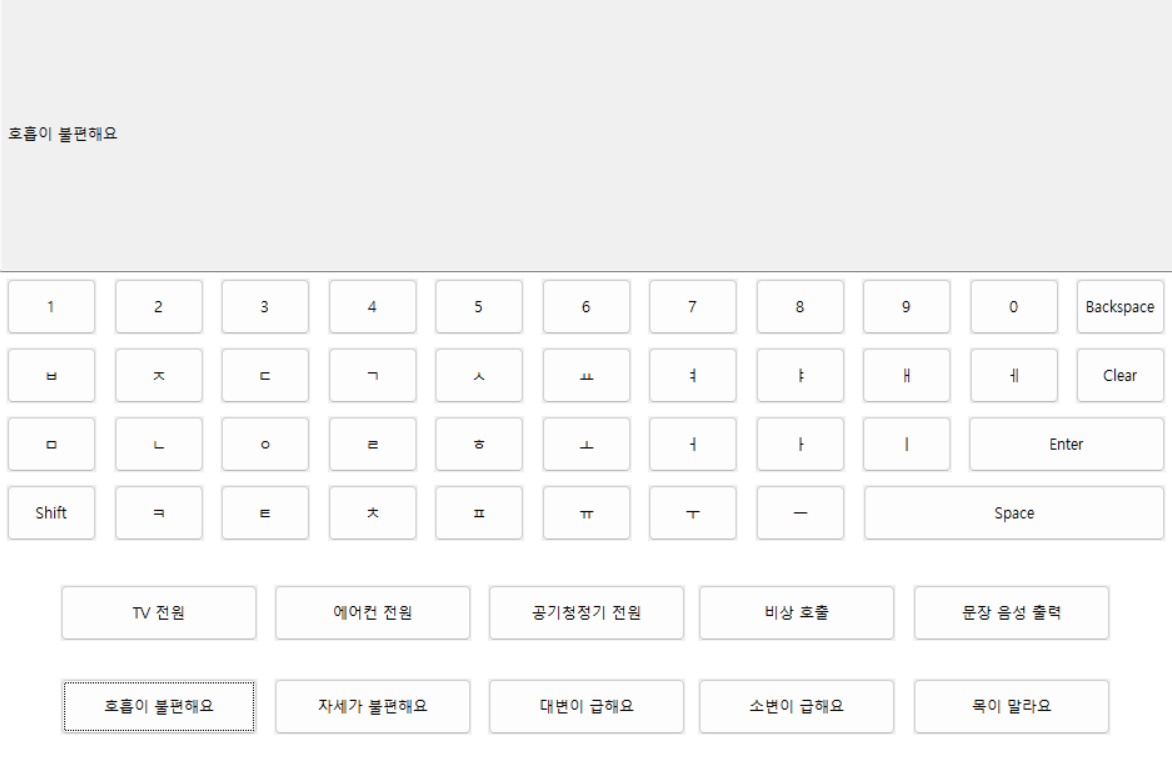 호흡이 불편해요
1 2 3 4 5 6 7 8 9 0 Backspace
ㅂ ㅈ ㄷ ㄱ ㅅ ㅛ ㅕ ㅑ ㅐ ㅔ Clear
ㅁ ㄴ ㅇ ㄹ ㅎ ㅗ ㅓ ㅏ ㅣ Enter
Shift ㅋ ㅌ ㅊ ㅍ ㅠ ㅜ ㅡ Space
TV 전원 에어컨 전원 공기청정기 전원 비상 호출 문장 음성 출력
호흡이 불편해요 자세가 불편해요 대변이 급해요 소변이 급해요 목이 말라요